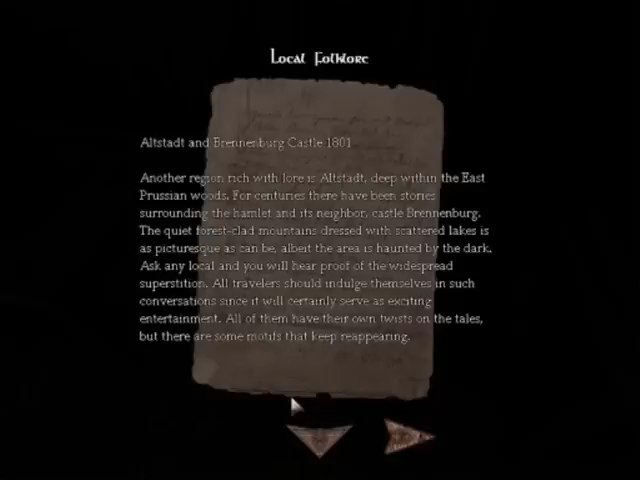 Local Folklore
Altstadt and Brennenburg Castle 1801
Another region rich with lore is Altstadt, deep within the East
Prussian woods. For centuries there have been stories
surrounding the hamlet and its neighbor, castle Brennenburg.
The quiet forest-clad mountains dressed with scattered lakes is
as picturesque as can be, albeit the area is haunted by the dark.
Ask any local and you will hear proof of the widespread
superstition. All travelers should indulge themselves in such
conversations since it will certainly serve as exciting
entertainment. All of them have their own twists on the tales,
but there are some motifs that keep reappearing.